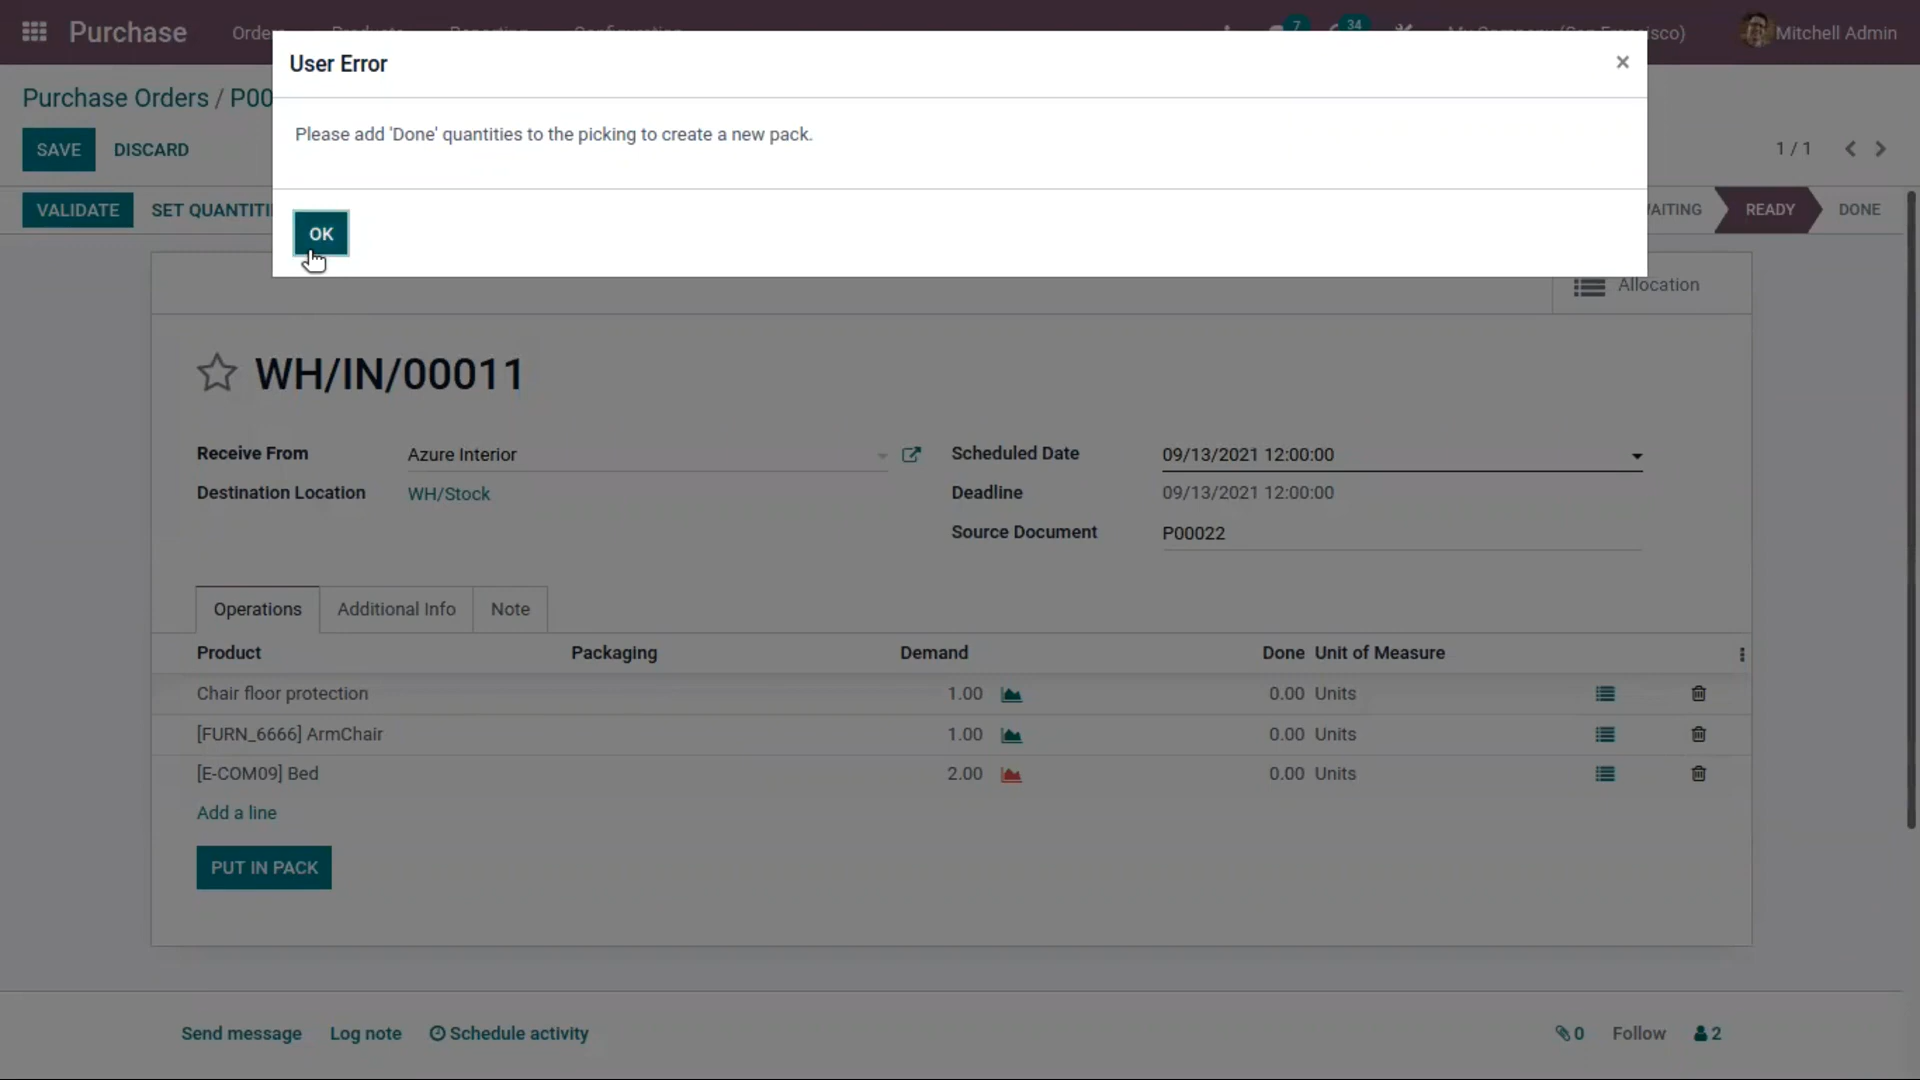 Purchase
7
34
Mitchell Admin
User Error
×
Please add 'Done' quantities to the picking to create a new pack.
OK
Purchase Orders / P00
SAVE DISCARD
1 / 1
VALIDATE SET QUANTITI
AITING READY DONE
Allocation
WH/IN/00011
Receive From Azure Interior
Scheduled Date 09/13/2021 12:00:00
Destination Location WH/Stock
Deadline 09/13/2021 12:00:00
Source Document P00022
Operations Additional Info Note
Product Packaging Demand Done Unit of Measure
Chair floor protection 1.00 0.00 Units
[FURN_6666] ArmChair 1.00 0.00 Units
[E-COM09] Bed 2.00 0.00 Units
Add a line
PUT IN PACK
Send message Log note Schedule activity 0 Follow 2